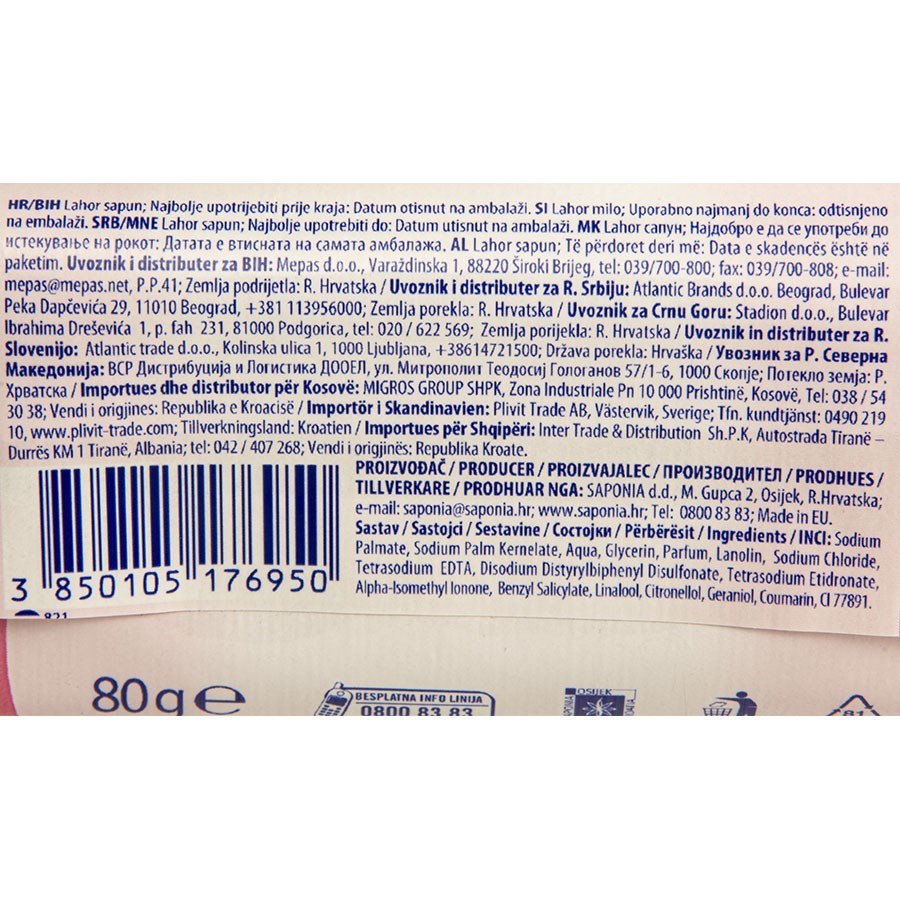 HR/BIH Lahor sapun; Najbolje upotrijebiti prije kraja: Datum otisnut na ambalaži. SI Lahor milo; Uporabno najmanj do konca: odtisnjeno
na embalaži. SRB/MNE Lahor sapun; Najbolje upotrebiti do: Datum utisnut na ambalaži. MK Lahor сапун; Најдобро е да се употреби до
истекување на рокот: Датата е втисната на самата амбалажа. AL Lahor sapun; Të përdoret deri më: Data e skadencës është në
paketim. Uvoznik i distributer za BIH: Mepas d.o.o., Varaždinska 1, 88220 Široki Brijeg, tel: 039/700-800; fax: 039/700-808; e-mail:
mepas@mepas.net, P.P.41; Zemlja podrijetla: R. Hrvatska / Uvoznik i distributer za R. Srbiju: Atlantic Brands d.o.o. Beograd, Bulevar
Peka Dapčevića 29, 11010 Beograd, +381 113956000; Zemlja porekla: R. Hrvatska / Uvoznik za Crnu Goru: Stadion d.o.o., Bulevar
Ibrahima Dreševića 1, p. fah 231, 81000 Podgorica, tel: 020 / 622 569; Zemlja porijekla: R. Hrvatska / Uvoznik in distributer za R.
Slovenijo: Atlantic trade d.o.o., Kolinska ulica 1, 1000 Ljubljana, +38614721500; Država porekla: Hrvaška / Увозник за Р. Северна
Македонија: ВСР Дистрибуција и Логистика ДООЕЛ, ул. Митрополит Теодосиј Гологанов 57/1-6, 1000 Скопје; Потекло земја: Р.
Хрватска / Importues dhe distributor për Kosovë: MIGROS GROUP SHPK, Zona Industriale Pn 10 000 Prishtinë, Kosovë, Tel: 038 / 54
30 38; Vendi i origjines: Republika e Kroacisë / Importör i Skandinavien: Plivit Trade AB, Västervik, Sverige; Tfn. kundtjänst: 0490 219
10, www.plivit-trade.com; Tillverkningsland: Kroatien / Importues për Shqipëri: Inter Trade & Distribution Sh.P.K, Autostrada Tiranë –
Durrës KM 1 Tiranë, Albania; tel: 042 / 407 268; Vendi i origjinës: Republika Kroate.
PROIZVOĐAČ / PRODUCER / PROIZVAJALEC / ПРОИЗВОДИТЕЛ / PRODHUES /
TILLVERKARE / PRODHUAR NGA: SAPONIA d.d., M. Gupca 2, Osijek, R.Hrvatska;
e-mail: saponia@saponia.hr; www.saponia.hr; Tel: 0800 83 83; Made in EU.
Sastav / Sastojci / Sestavine / Состојки / Përbërësit / Ingredients / INCI: Sodium
Palmate, Sodium Palm Kernelate, Aqua, Glycerin, Parfum, Lanolin, Sodium Chloride,
Tetrasodium EDTA, Disodium Distyrylbiphenyl Disulfonate, Tetrasodium Etidronate,
Alpha-Isomethyl Ionone, Benzyl Salicylate, Linalool, Citronellol, Geraniol, Coumarin, CI 77891.
3 850105 176950
821
80g e
BESPLATNA INFO LINIJA
0800 83 83
OSIJEK
SAPONIA
81